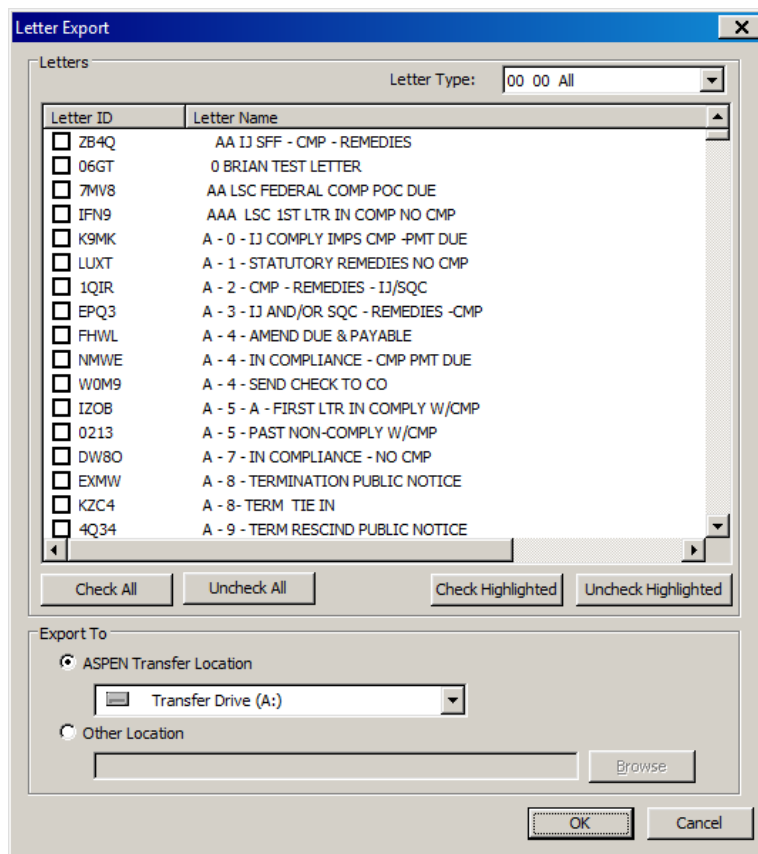 Letter Export
Letters
Letter Type: 00 00 All
Letter ID Letter Name
ZB4Q AA IJ SFF - CMP - REMEDIES
06GT 0 BRIAN TEST LETTER
7MV8 AA LSC FEDERAL COMP POC DUE
IFN9 AAA LSC 1ST LTR IN COMP NO CMP
K9MK A - 0 - IJ COMPLY IMPS CMP -PMT DUE
LUXT A - 1 - STATUTORY REMEDIES NO CMP
1QIR A - 2 - CMP - REMEDIES - IJ/SQC
EPQ3 A - 3 - IJ AND/OR SQC - REMEDIES -CMP
FHWL A - 4 - AMEND DUE & PAYABLE
NMWE A - 4 - IN COMPLIANCE - CMP PMT DUE
W0M9 A - 4 - SEND CHECK TO CO
IZOB A - 5 - A - FIRST LTR IN COMPLY W/CMP
0213 A - 5 - PAST NON-COMPLY W/CMP
DW8O A - 7 - IN COMPLIANCE - NO CMP
EXMW A - 8 - TERMINATION PUBLIC NOTICE
KZC4 A - 8- TERM TIE IN
4Q34 A - 9 - TERM RESCIND PUBLIC NOTICE
Check All Uncheck All Check Highlighted Uncheck Highlighted
Export To
ASPEN Transfer Location
Transfer Drive (A:)
Other Location
Browse
OK Cancel